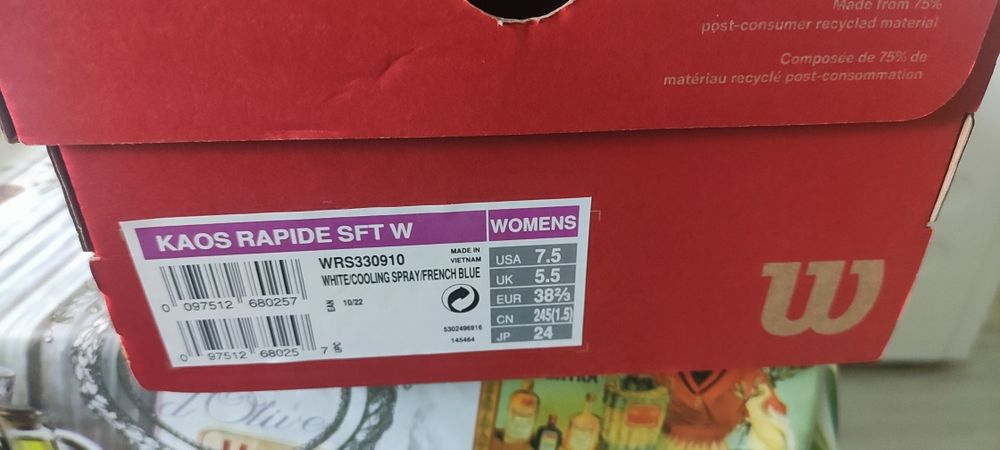 Made from 75%
post-consumer recycled material
Composée de 75% de
matériau recyclé post-consommation
KAOS RAPIDE SFT W
WOMENS
WRS330910
MADE IN
VIETNAM
WHITE/COOLING SPRAY/FRENCH BLUE
0 097512 680257
EAN 10/22
0 97512 68025 7
5302496916
145464
USA 7.5
UK 5.5
EUR 38⅔
CN 245(1.5)
JP 24
W
d'Olive